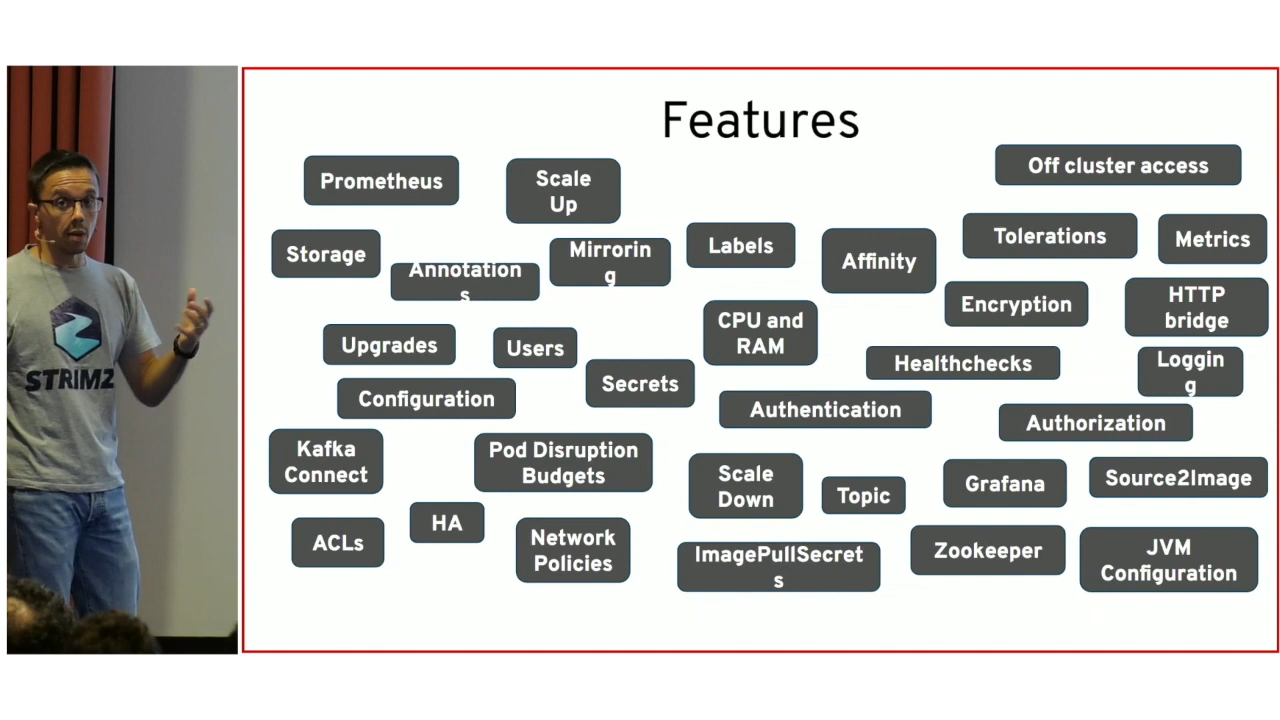 Features
Prometheus
Scale
Up
Off cluster access
Storage
Annotation
s
Mirrorin
g
Labels
Affinity
Tolerations
Metrics
Encryption
HTTP
bridge
CPU and
RAM
Upgrades
Users
Secrets
Healthchecks
Loggin
g
Configuration
Authentication
Authorization
Kafka
Connect
Pod Disruption
Budgets
Scale
Down
Topic
Grafana
Source2Image
ACLs
HA
Network
Policies
ImagePullSecret
s
Zookeeper
JVM
Configuration
STRIMZ